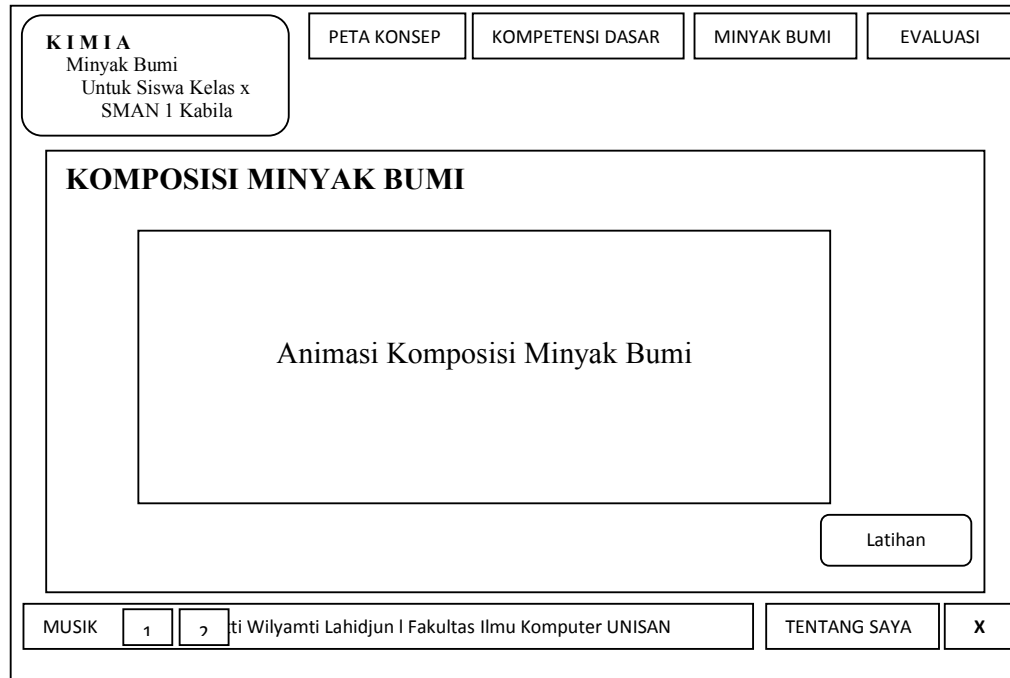 K I M I A
Minyak Bumi
Untuk Siswa Kelas x
SMAN 1 Kabila
PETA KONSEP
KOMPETENSI DASAR
MINYAK BUMI
EVALUASI
KOMPOSISI MINYAK BUMI
Animasi Komposisi Minyak Bumi
Latihan
MUSIK 1 2 Wilyamti Lahidjun l Fakultas Ilmu Komputer UNISAN
TENTANG SAYA
X